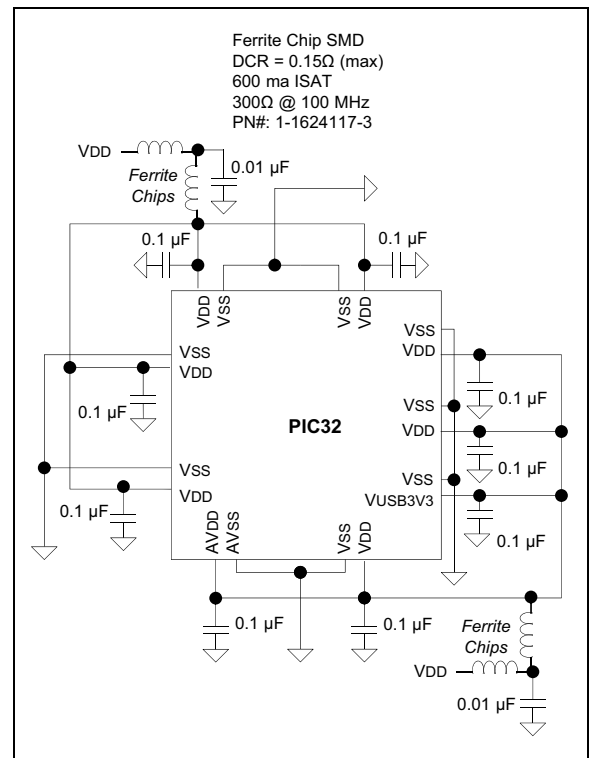 Ferrite Chip SMD
DCR = 0.15Ω (max)
600 ma ISAT
300Ω @ 100 MHz
PN#: 1-1624117-3
VDD
0.01 µF
Ferrite
Chips
0.1 µF
0.1 µF
VDD
VSS
VSS
VDD
VSS
VDD
VSS
VDD
0.1 µF
0.1 µF
PIC32
VSS
VDD
0.1 µF
VSS
VDD
0.1 µF
VSS
VUSB3V3
0.1 µF
AVDD
AVSS
VSS
VDD
0.1 µF
0.1 µF
Ferrite
Chips
VDD
0.01 µF